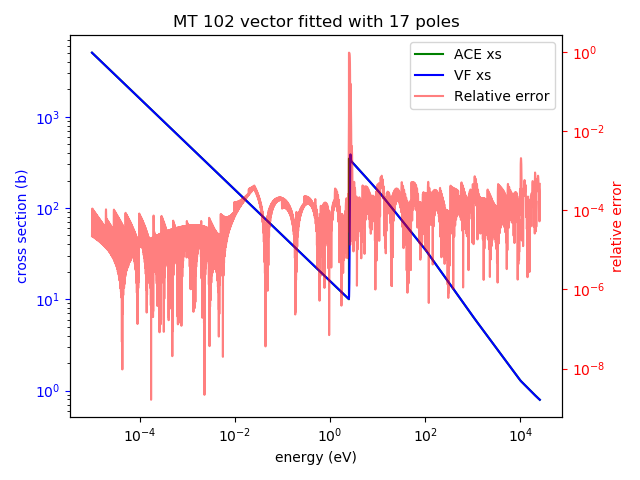 MT 102 vector fitted with 17 poles
ACE xs
VF xs
Relative error
cross section (b)
10³
10²
10¹
10⁰
relative error
10⁰
10⁻²
10⁻⁴
10⁻⁶
10⁻⁸
10⁻⁴
10⁻²
10⁰
10²
10⁴
energy (eV)